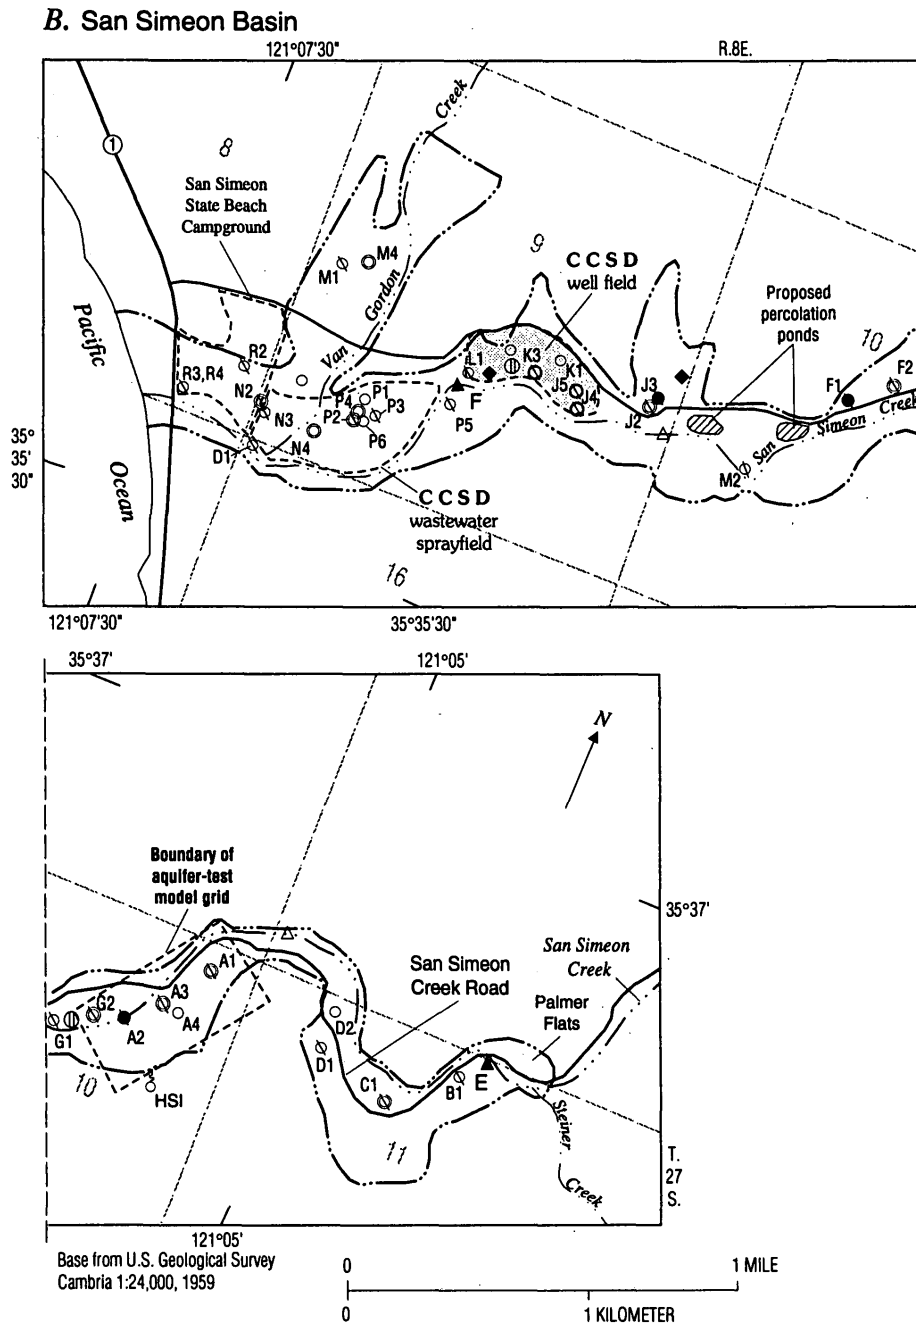 B. San Simeon Basin
121°07'30"
R.8E.
1
8
Creek
San Simeon
State Beach
Campground
M1
M4
Gordon
Van
9
CCSD
well field
Proposed
percolation
ponds
10
Pacific
Ocean
R2
R3,R4
N2
N3
N4
D1
P1
P4
P2
P3
P6
P5
F
L1
K3
K1
J5
J4
J3
J2
F1
F2
San
Simeon
Creek
M2
35°
35'
30"
CCSD
wastewater
sprayfield
16
121°07'30"
35°35'30"
35°37'
121°05'
N
Boundary of
aquifer-test
model grid
35°37'
San Simeon
Creek
San Simeon
Creek Road
Palmer
Flats
A1
A3
G2
A4
A2
G1
D2
D1
C1
B1
E
10
HSI
11
Steiner
Creek
T.
27
S.
121°05'
Base from U.S. Geological Survey
Cambria 1:24,000, 1959
0
1 MILE
0
1 KILOMETER